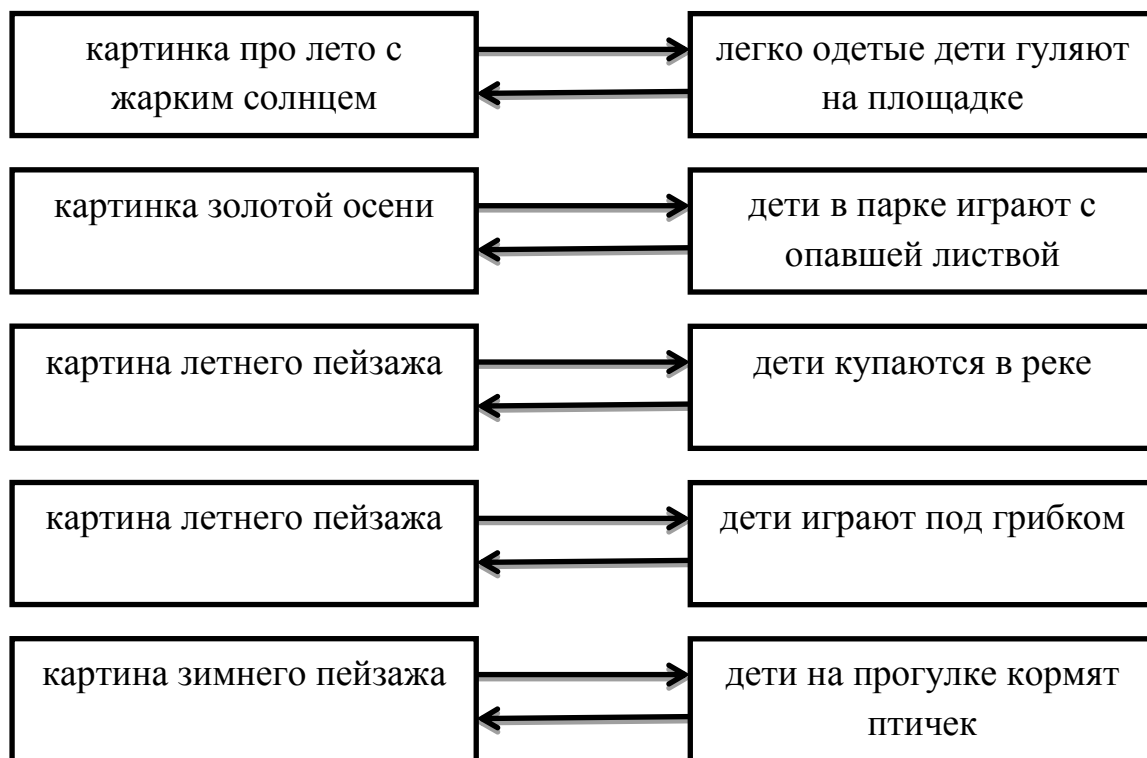 картинка про лето с
жарким солнцем
легко одетые дети гуляют
на площадке
картинка золотой осени
дети в парке играют с
опавшей листвой
картина летнего пейзажа
дети купаются в реке
картина летнего пейзажа
дети играют под грибком
картина зимнего пейзажа
дети на прогулке кормят
птичек